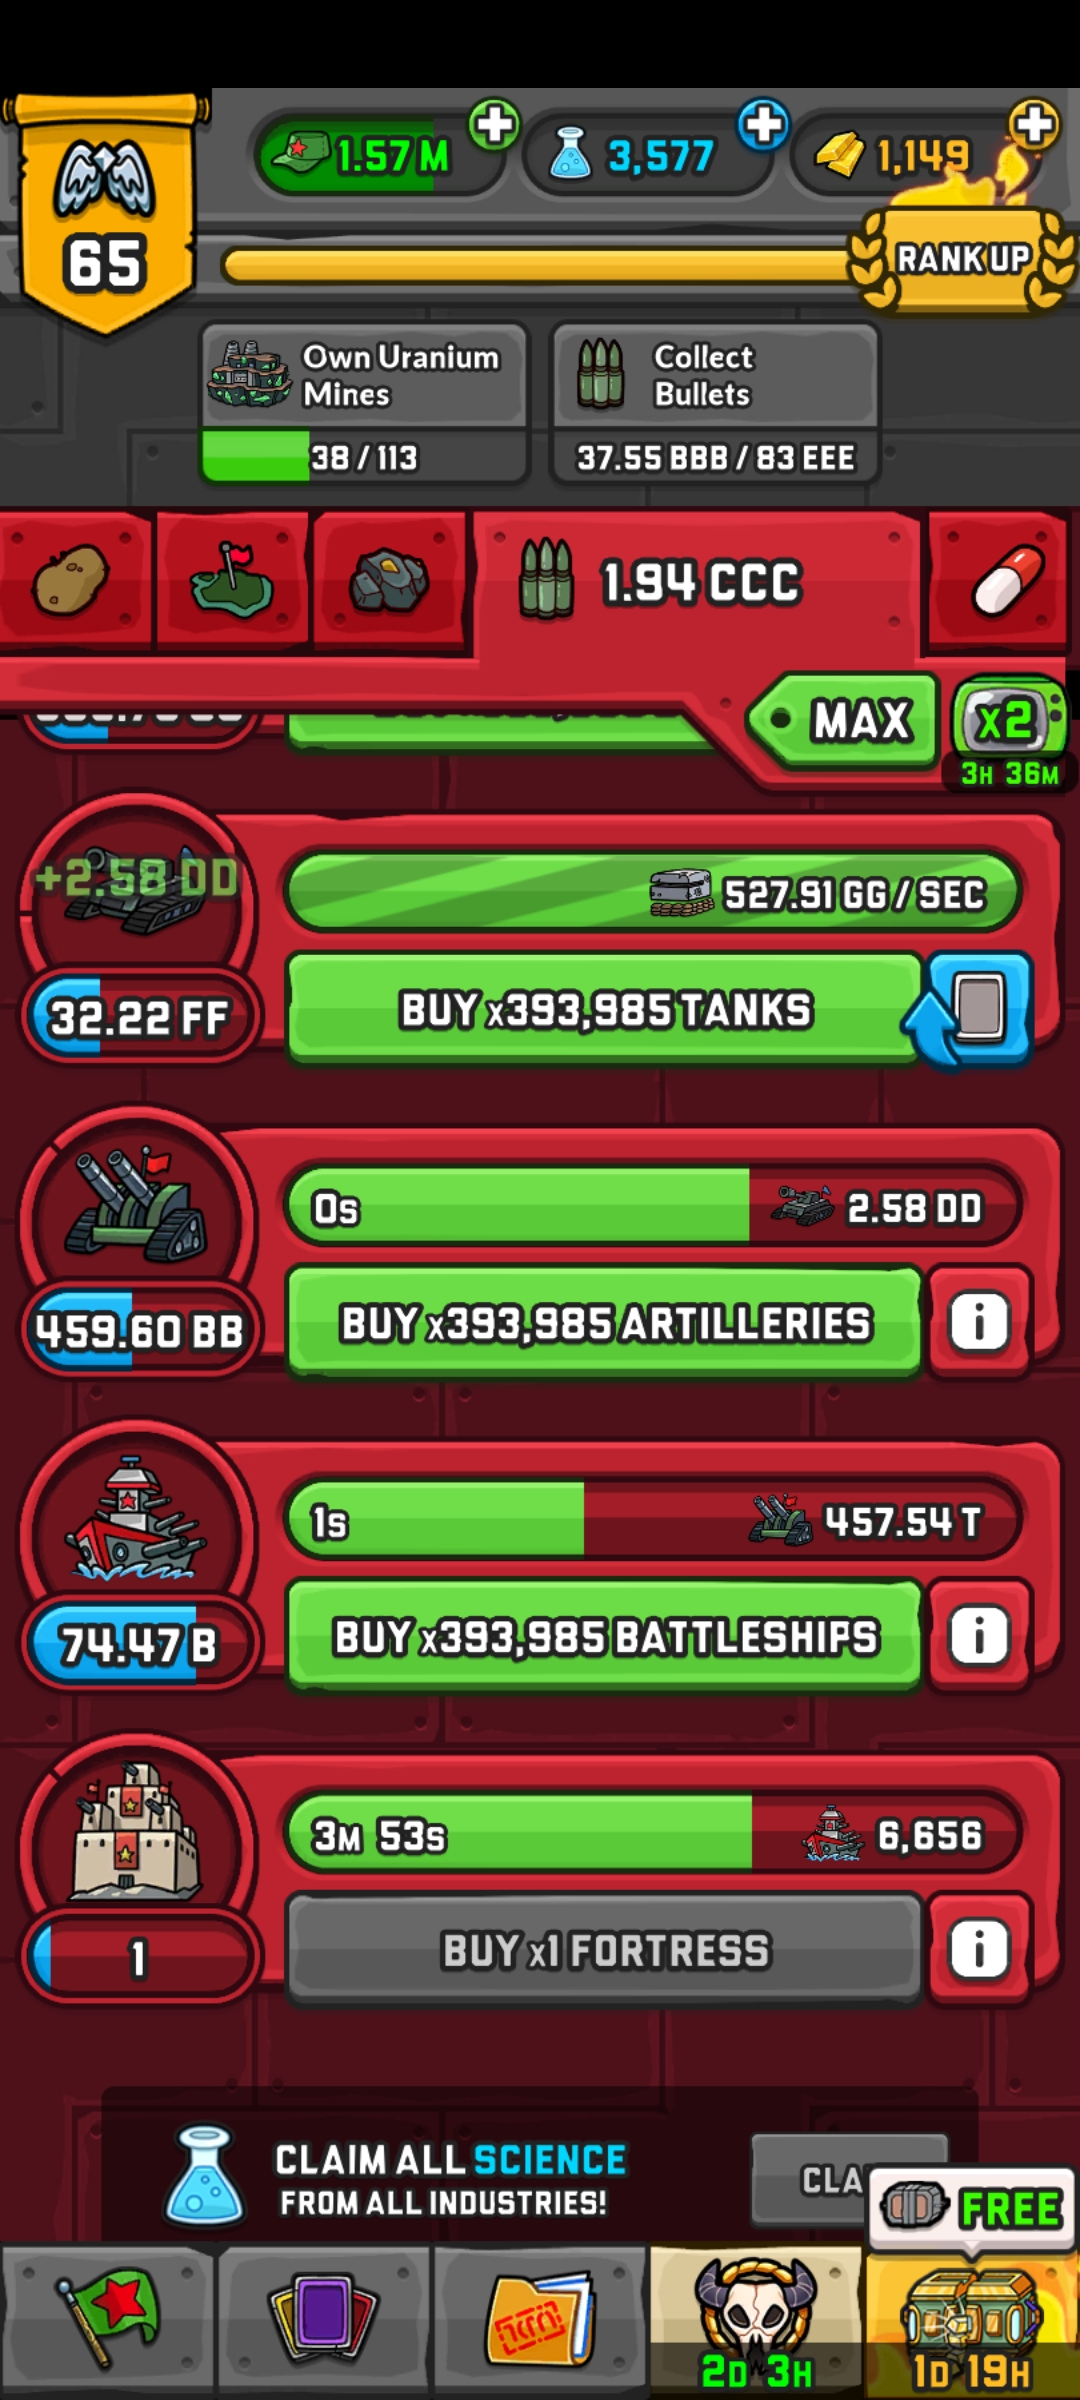 1.57 M
3,577
1,149
65
RANK UP
Own Uranium
Mines
38 / 113
Collect
Bullets
37.55 BBB / 83 EEE
1.94 CCC
MAX
x2
3H 36M
+2.58 DD
527.91 GG / SEC
32.22 FF
BUY x393,985 TANKS
0s
2.58 DD
459.60 BB
BUY x393,985 ARTILLERIES
i
1s
457.54 T
74.47 B
BUY x393,985 BATTLESHIPS
i
3M 53s
6,656
1
BUY x1 FORTRESS
i
CLAIM ALL SCIENCE
FROM ALL INDUSTRIES!
CLA
FREE
2D 3H
1D 19H